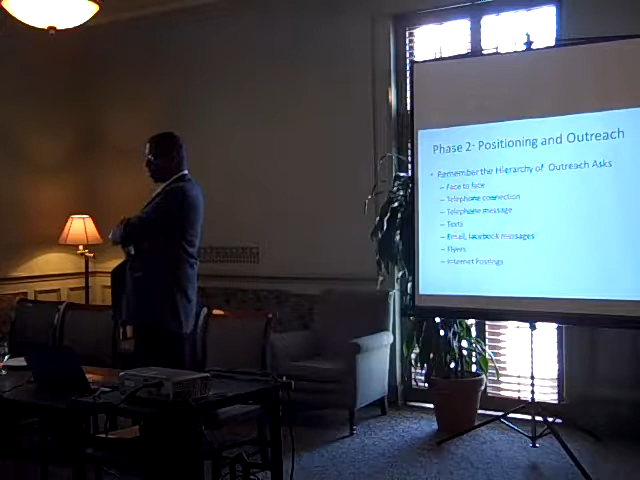 Phase 2- Positioning and Outreach
• Remember the Hierarchy of Outreach Asks
– Face to face
– Telephone connection
– Telephone message
– Texts
– Email, facebook messages
– Flyers
– Internet Postings